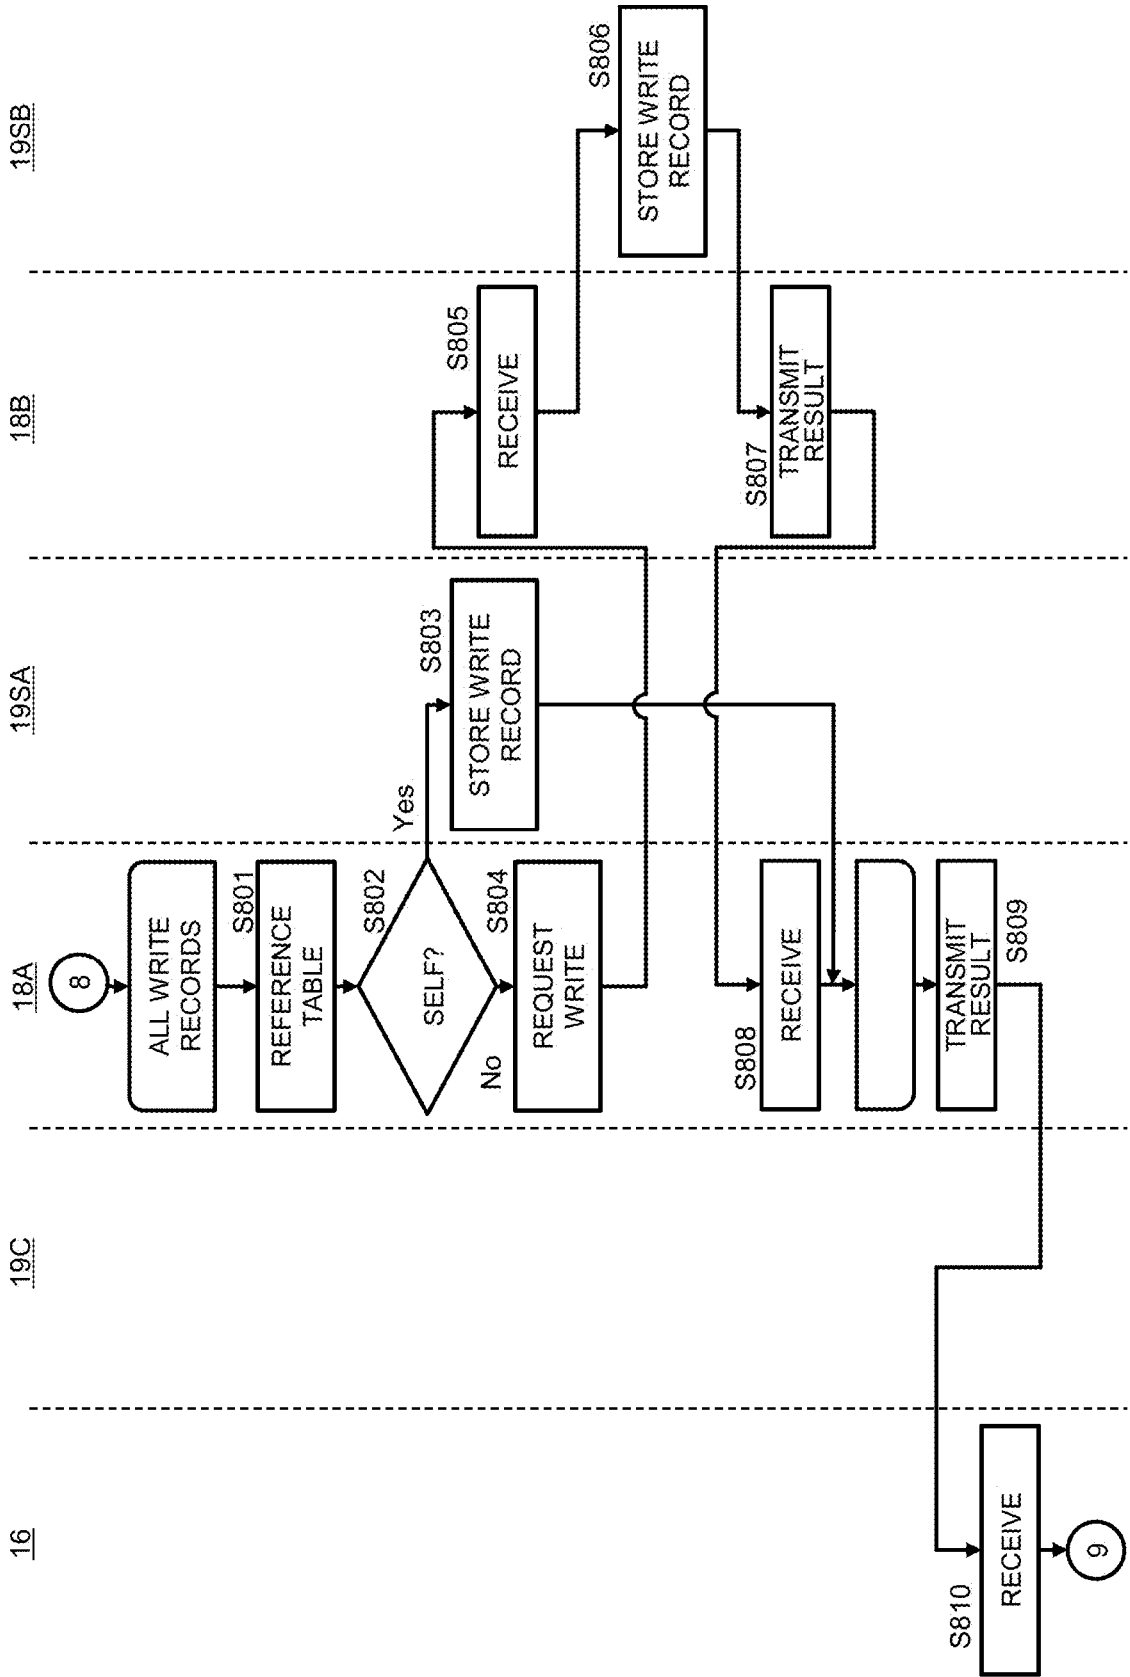 16
19C
18A
19SA
18B
19SB
8
ALL WRITE
RECORDS
S801
REFERENCE
TABLE
S802
SELF?
Yes
No
S803
STORE WRITE
RECORD
S804
REQUEST
WRITE
S805
RECEIVE
S806
STORE WRITE
RECORD
S807
TRANSMIT
RESULT
S808
RECEIVE
TRANSMIT
RESULT
S809
S810
RECEIVE
9